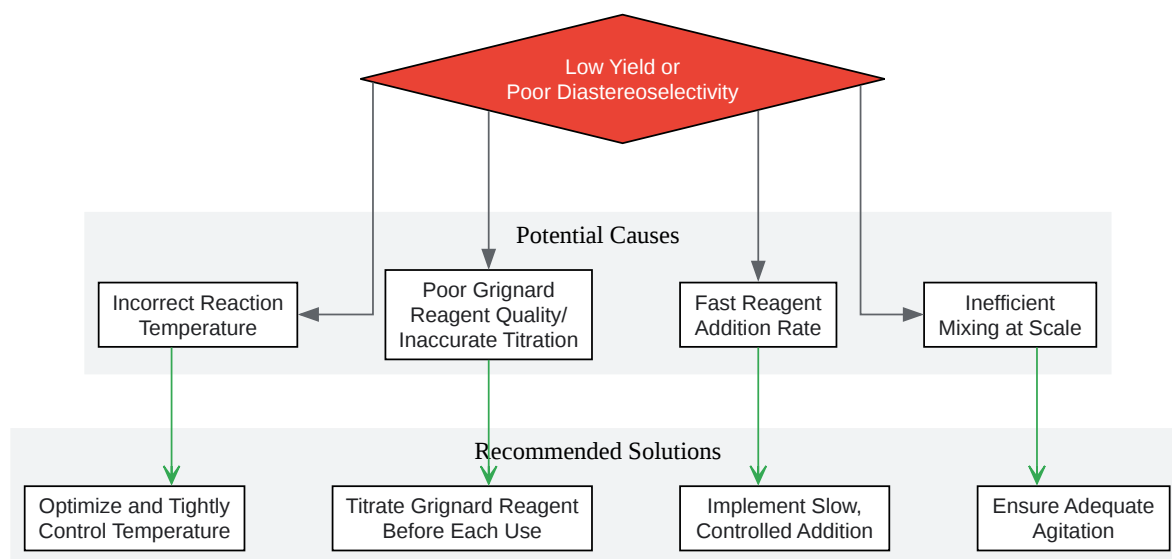 Low Yield or
Poor Diastereoselectivity
Potential Causes
Incorrect Reaction
Temperature
Poor Grignard
Reagent Quality/
Inaccurate Titration
Fast Reagent
Addition Rate
Inefficient
Mixing at Scale
Recommended Solutions
Optimize and Tightly
Control Temperature
Titrate Grignard Reagent
Before Each Use
Implement Slow,
Controlled Addition
Ensure Adequate
Agitation